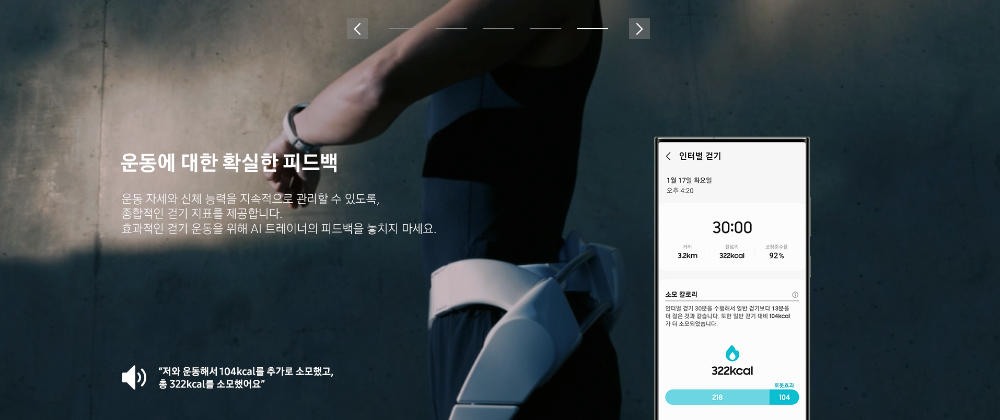 운동에 대한 확실한 피드백
운동 자세와 신체 능력을 지속적으로 관리할 수 있도록,
종합적인 걷기 지표를 제공합니다.
효과적인 걷기 운동을 위해 AI 트레이너의 피드백을 놓치지 마세요.
“저와 운동해서 104kcal를 추가로 소모했고,
총 322kcal를 소모했어요”
인터벌 걷기
1월 17일 화요일
오후 4:20
30:00
거리 칼로리 코칭준수율
3.2km 322kcal 92%
소모 칼로리
인터벌 걷기 30분을 수행해서 일반 걷기보다 13분을
더 걸은 것과 같습니다. 또한 일반 걷기 대비 104kcal
가 더 소모되었습니다.
322kcal
로봇효과
218 104